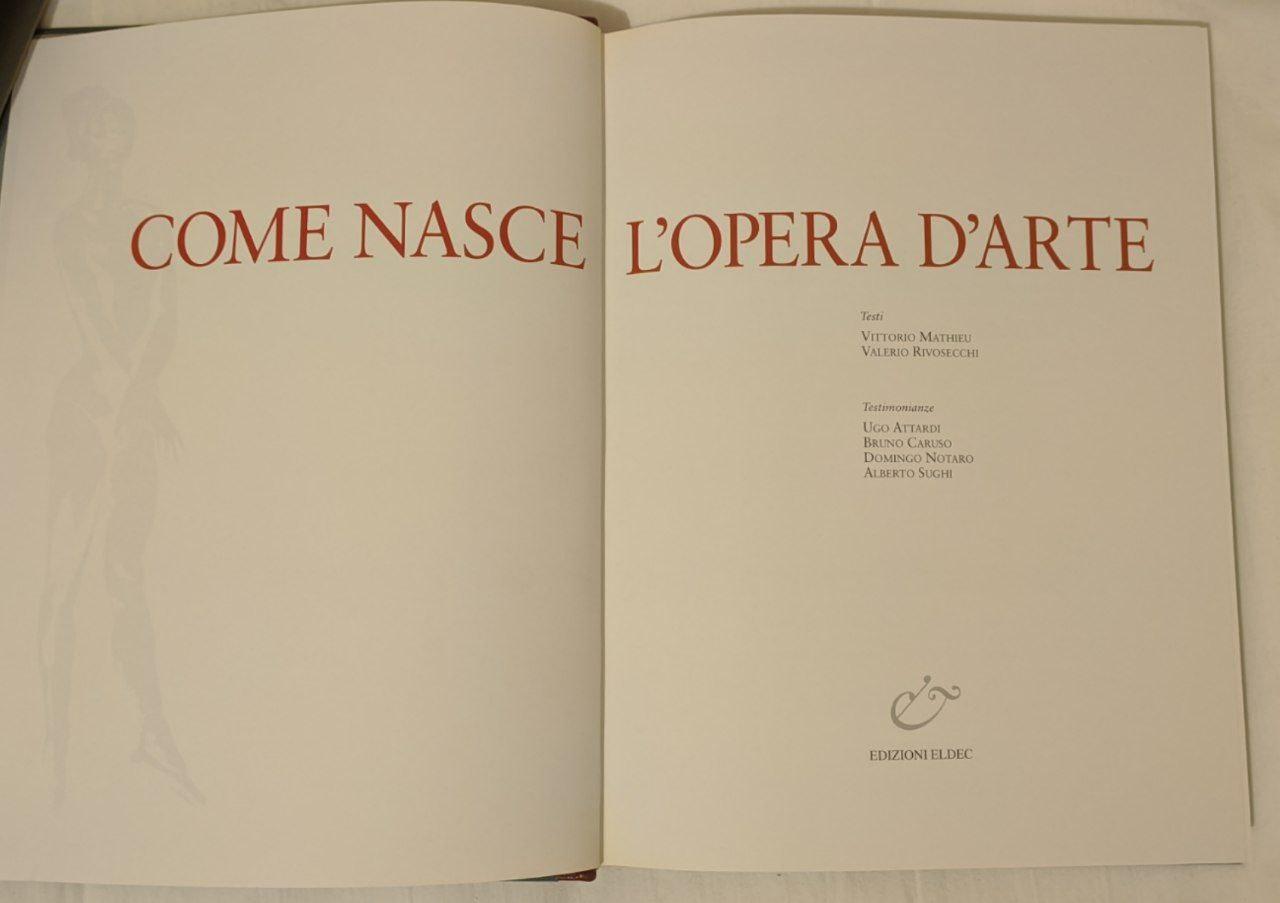 COME NASCE L'OPERA D'ARTE
Testi
VITTORIO MATHIEU
VALERIO RIVOSECCHI
Testimonianze
UGO ATTARDI
BRUNO CARUSO
DOMINGO NOTARO
ALBERTO SUGHI
EDIZIONI ELDEC